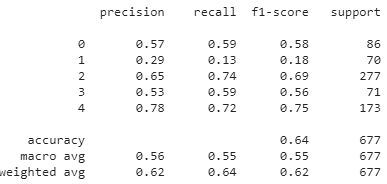 precision recall f1-score support
0 0.57 0.59 0.58 86
1 0.29 0.13 0.18 70
2 0.65 0.74 0.69 277
3 0.53 0.59 0.56 71
4 0.78 0.72 0.75 173
accuracy 0.64 677
macro avg 0.56 0.55 0.55 677
weighted avg 0.62 0.64 0.62 677